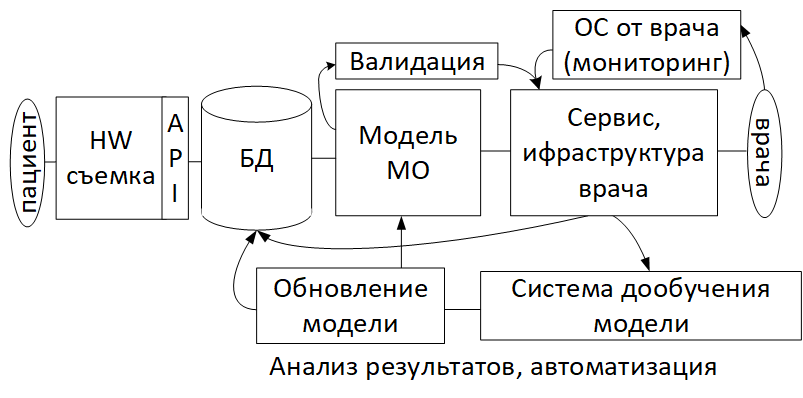 ОС от врача
(мониторинг)
Валидация
пациент
HW
съемка
A
P
I
БД
Модель
МО
Сервис,
ифраструктура
врача
врача
Обновление
модели
Система дообучения
модели
Анализ результатов, автоматизация